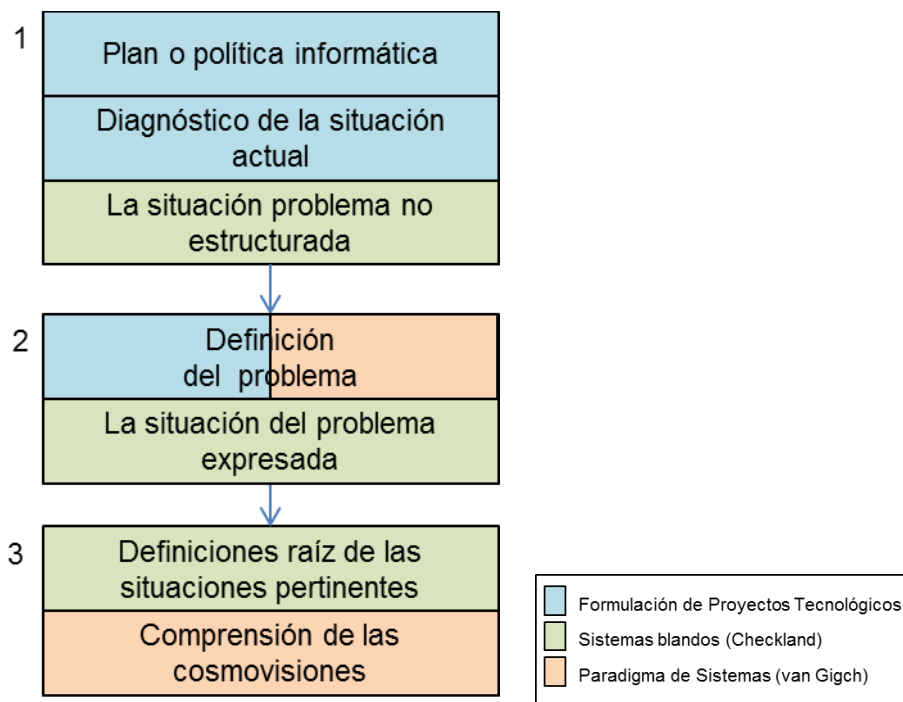 1
Plan o política informática
Diagnóstico de la situación
actual
La situación problema no
estructurada
2
Definición
del problema
La situación del problema
expresada
3
Definiciones raíz de las
situaciones pertinentes
Comprensión de las
cosmovisiones
Formulación de Proyectos Tecnológicos
Sistemas blandos (Checkland)
Paradigma de Sistemas (van Gigch)